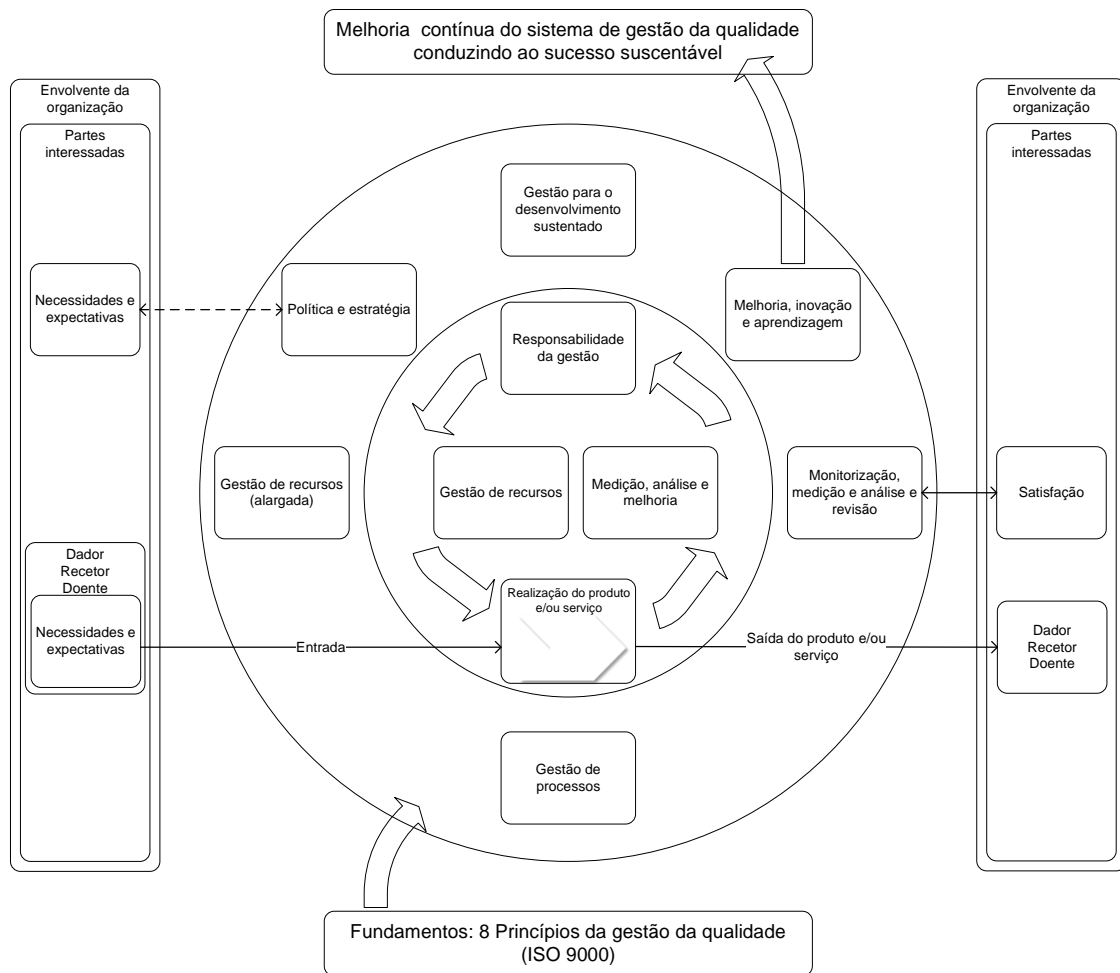 Melhoria contínua do sistema de gestão da qualidade
conduzindo ao sucesso suscentável
Envolvente da
organização
Partes
interessadas
Necessidades e
expectativas
Dador
Recetor
Doente
Necessidades e
expectativas
Gestão para o
desenvolvimento
sustentado
Política e estratégia
Melhoria, inovação
e aprendizagem
Responsabilidade
da gestão
Gestão de recursos
(alargada)
Gestão de recursos
Medição, análise e
melhoria
Monitorização,
medição e análise e
revisão
Realização do produto
e/ou serviço
Entrada
Saída do produto e/ou
serviço
Gestão de
processos
Envolvente da
organização
Partes
interessadas
Satisfação
Dador
Recetor
Doente
Fundamentos: 8 Princípios da gestão da qualidade
(ISO 9000)